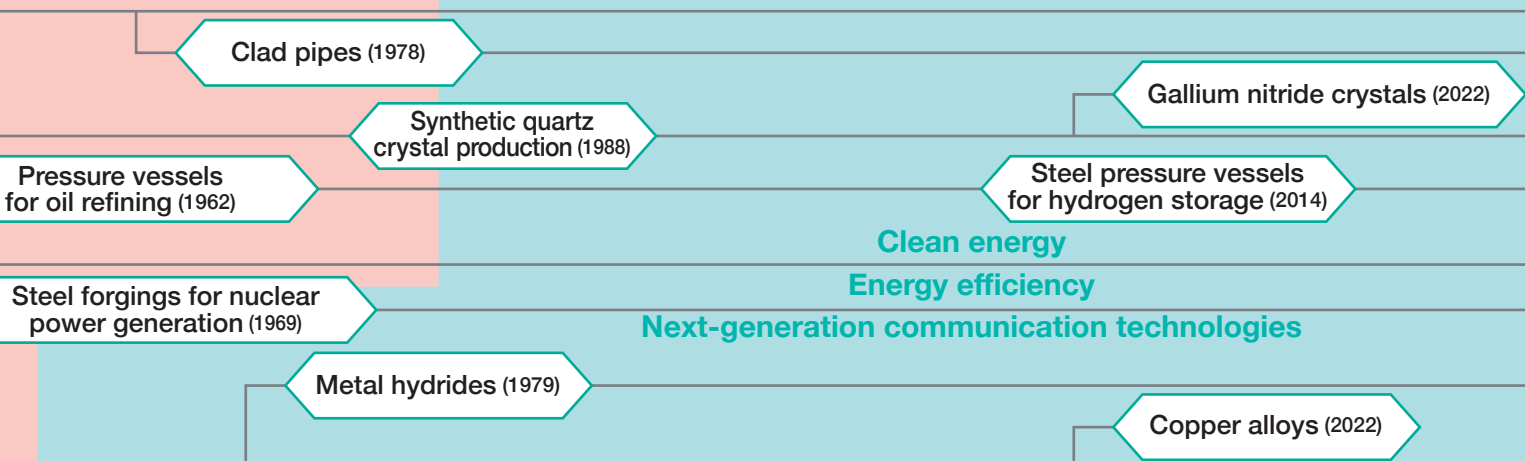 Clad pipes (1978)
Gallium nitride crystals (2022)
Synthetic quartz
crystal production (1988)
Pressure vessels
for oil refining (1962)
Steel pressure vessels
for hydrogen storage (2014)
Clean energy
Energy efficiency
Next-generation communication technologies
Steel forgings for nuclear
power generation (1969)
Metal hydrides (1979)
Copper alloys (2022)